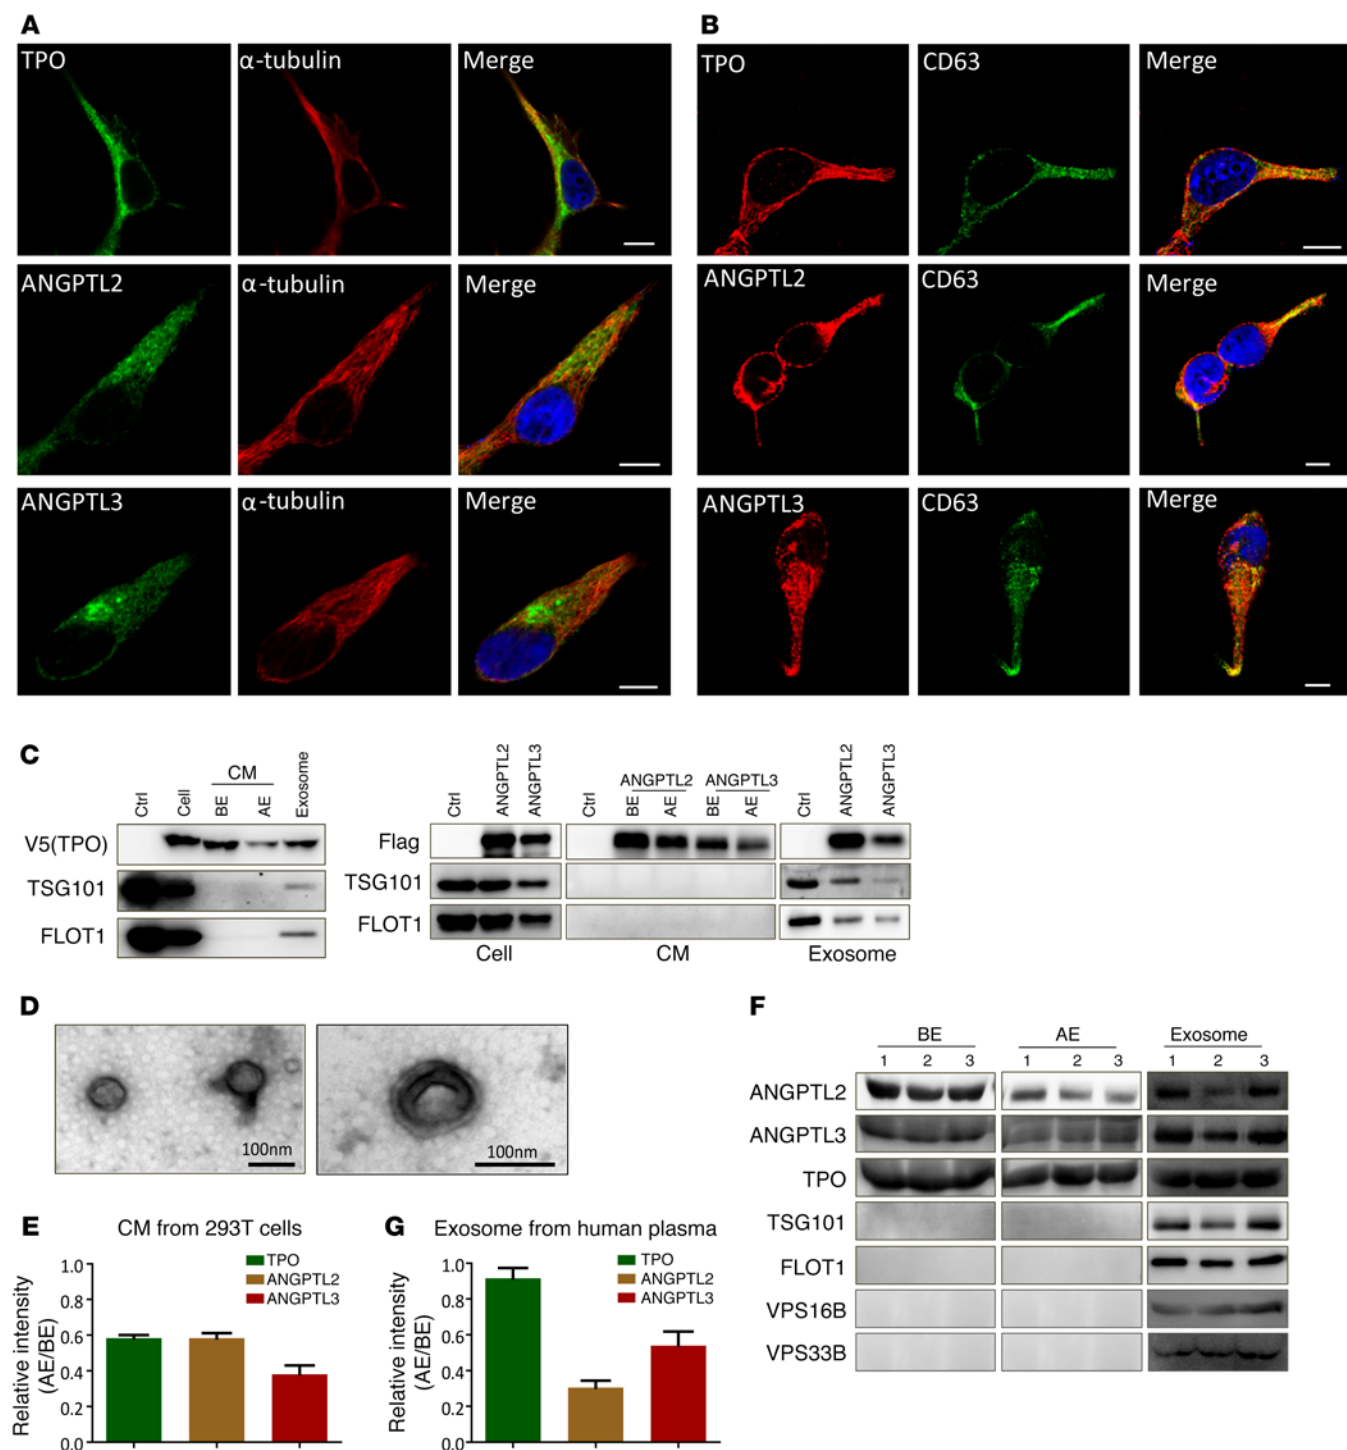 A
B
TPO
α-tubulin
Merge
TPO
CD63
Merge
ANGPTL2
α-tubulin
Merge
ANGPTL2
CD63
Merge
ANGPTL3
α-tubulin
Merge
ANGPTL3
CD63
Merge
C
CM
Ctrl
Cell
BE
AE
Exosome
V5(TPO)
TSG101
FLOT1
ANGPTL2 ANGPTL3
Ctrl
ANGPTL2
ANGPTL3
Ctrl
BE
AE
BE
AE
Ctrl
ANGPTL2
ANGPTL3
Flag
TSG101
FLOT1
Cell
CM
Exosome
D
100nm
100nm
F
BE
AE
Exosome
1 2 3
1 2 3
1 2 3
ANGPTL2
ANGPTL3
TPO
TSG101
FLOT1
VPS16B
VPS33B
E
CM from 293T cells
TPO
ANGPTL2
ANGPTL3
Relative intensity
(AE/BE)
1.0
0.8
0.6
0.4
0.2
0.0
G
Exosome from human plasma
TPO
ANGPTL2
ANGPTL3
Relative intensity
(AE/BE)
1.0
0.8
0.6
0.4
0.2
0.0